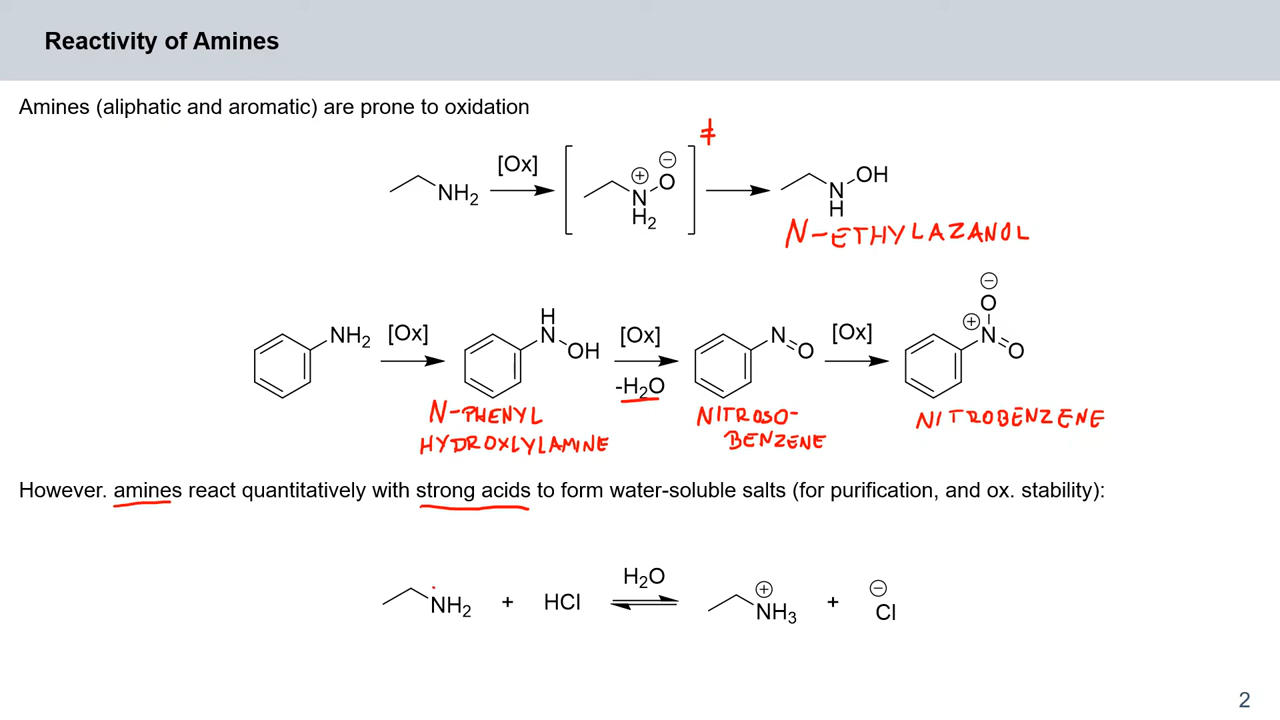 Reactivity of Amines
Amines (aliphatic and aromatic) are prone to oxidation
NH2 [Ox] [ ⊕ N H2 O ⊖ ] ≠ N H OH
N-ETHYLAZANOL
NH2 [Ox] H N OH [Ox] -H2O N O [Ox] ⊖ O ⊕ N O
N-PHENYL
HYDROXLYLAMINE
NITROSO-
BENZENE
NITROBENZENE
However. amines react quantitatively with strong acids to form water-soluble salts (for purification, and ox. stability):
NH2 + HCl H2O ⊕ NH3 + ⊖ Cl
2